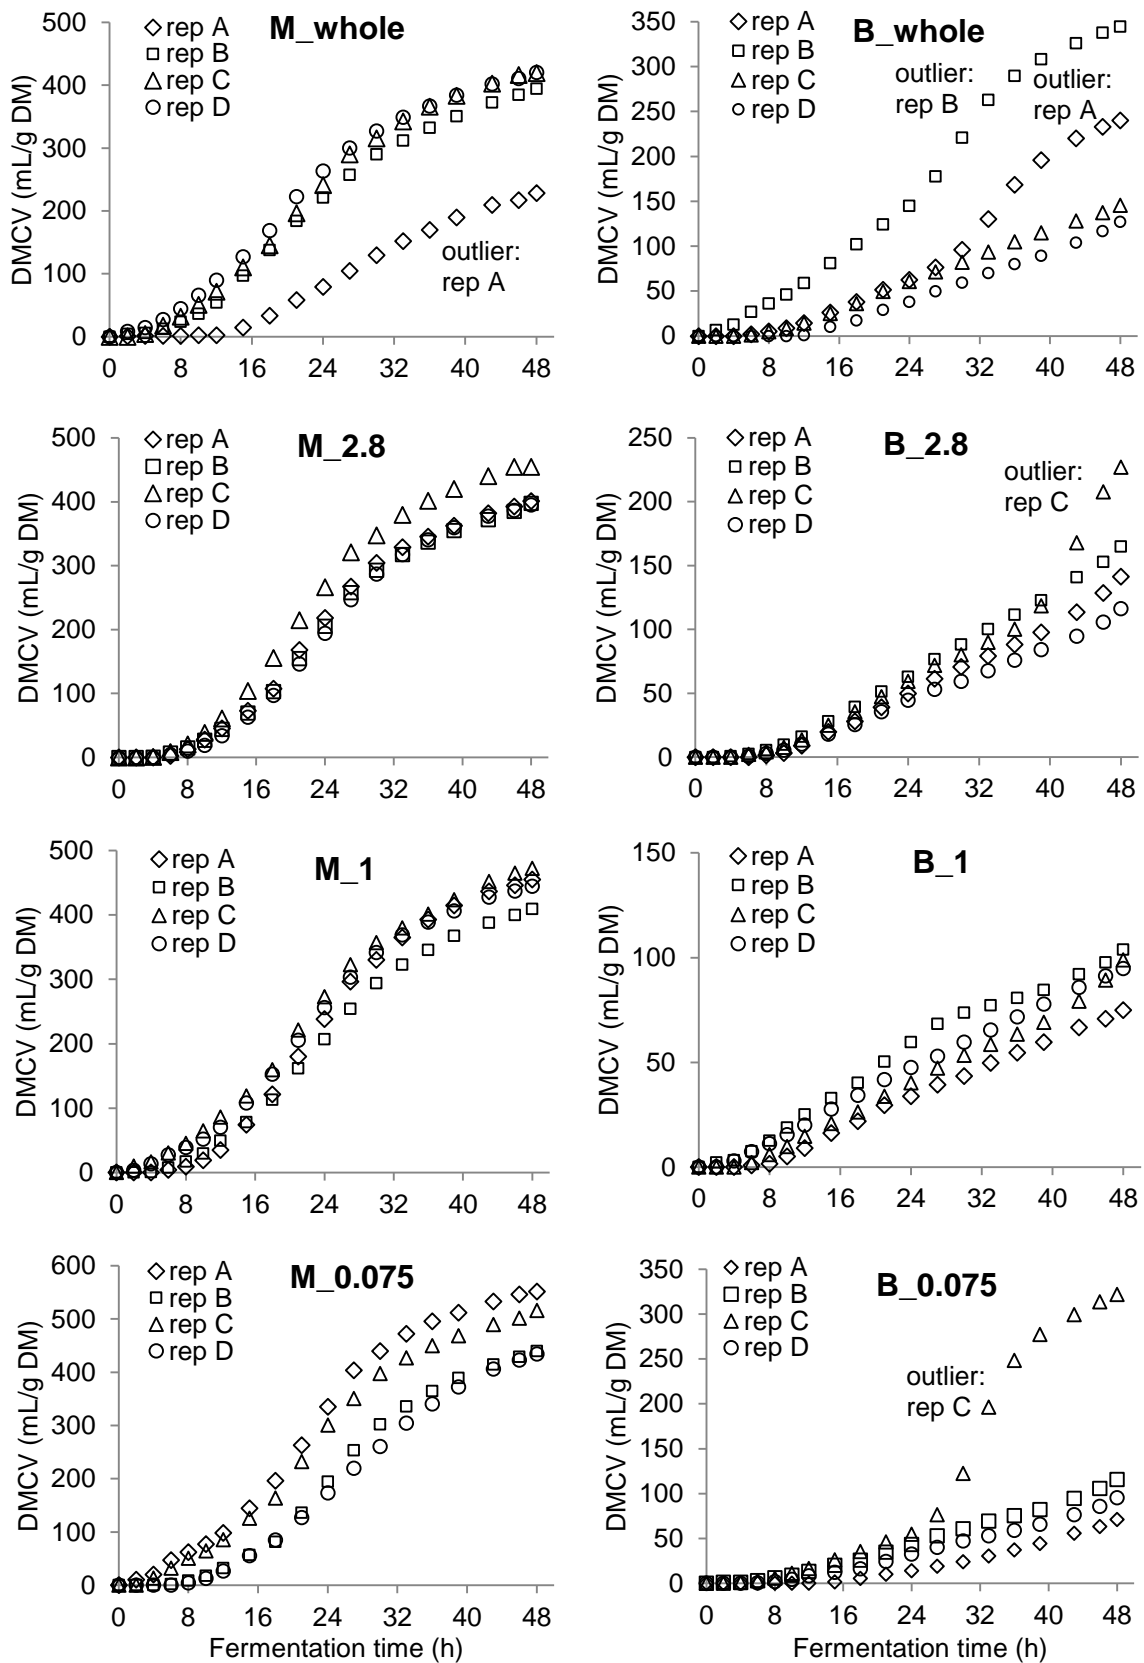 M_whole
rep A
rep B
rep C
rep D
outlier:
rep A
DMCV (mL/g DM)
500
400
300
200
100
0
0 8 16 24 32 40 48
B_whole
rep A
rep B
rep C
rep D
outlier:
rep B
outlier:
rep A
DMCV (mL/g DM)
350
300
250
200
150
100
50
0
0 8 16 24 32 40 48
M_2.8
rep A
rep B
rep C
rep D
DMCV (mL/g DM)
500
400
300
200
100
0
0 8 16 24 32 40 48
B_2.8
rep A
rep B
rep C
rep D
outlier:
rep C
DMCV (mL/g DM)
250
200
150
100
50
0
0 8 16 24 32 40 48
M_1
rep A
rep B
rep C
rep D
DMCV (mL/g DM)
500
400
300
200
100
0
0 8 16 24 32 40 48
B_1
rep A
rep B
rep C
rep D
DMCV (mL/g DM)
150
100
50
0
0 8 16 24 32 40 48
M_0.075
rep A
rep B
rep C
rep D
DMCV (mL/g DM)
600
500
400
300
200
100
0
0 8 16 24 32 40 48
Fermentation time (h)
B_0.075
rep A
rep B
rep C
rep D
outlier:
rep C
DMCV (mL/g DM)
350
300
250
200
150
100
50
0
0 8 16 24 32 40 48
Fermentation time (h)